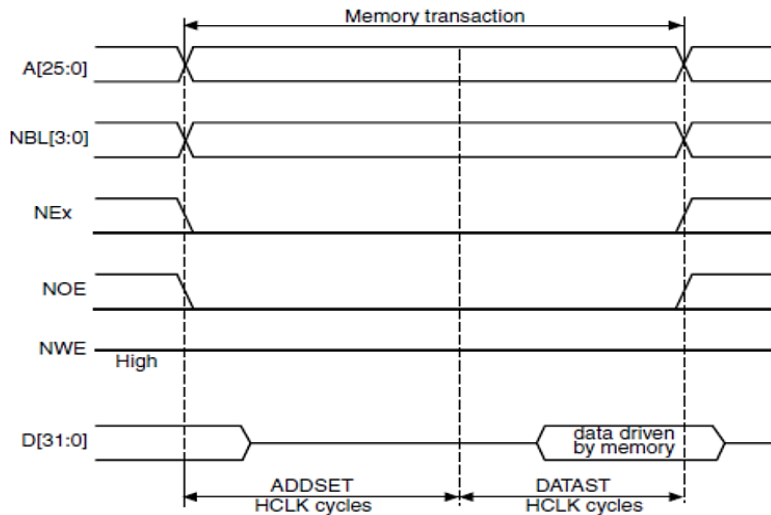 Memory transaction
A[25:0]
NBL[3:0]
NEx
NOE
NWE
High
D[31:0]
data driven
by memory
ADDSET
HCLK cycles
DATAST
HCLK cycles